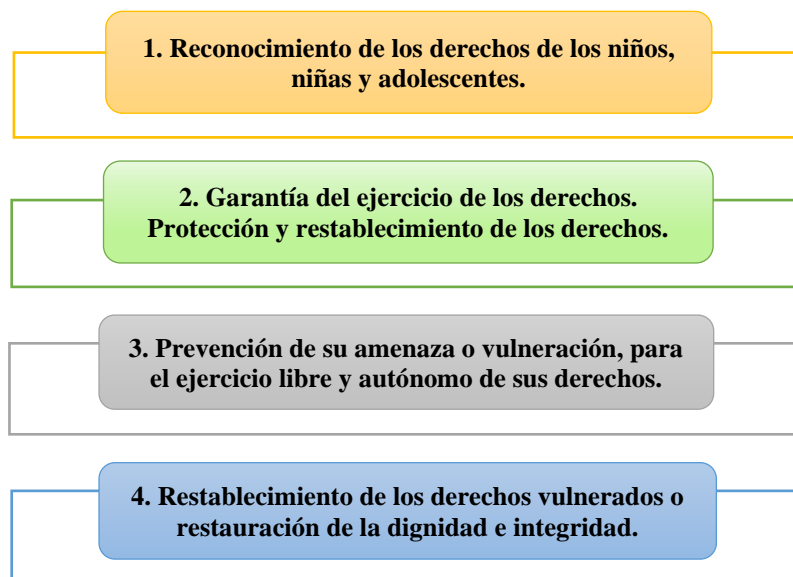 1. Reconocimiento de los derechos de los niños,
niñas y adolescentes.
2. Garantía del ejercicio de los derechos.
Protección y restablecimiento de los derechos.
3. Prevención de su amenaza o vulneración, para
el ejercicio libre y autónomo de sus derechos.
4. Restablecimiento de los derechos vulnerados o
restauración de la dignidad e integridad.